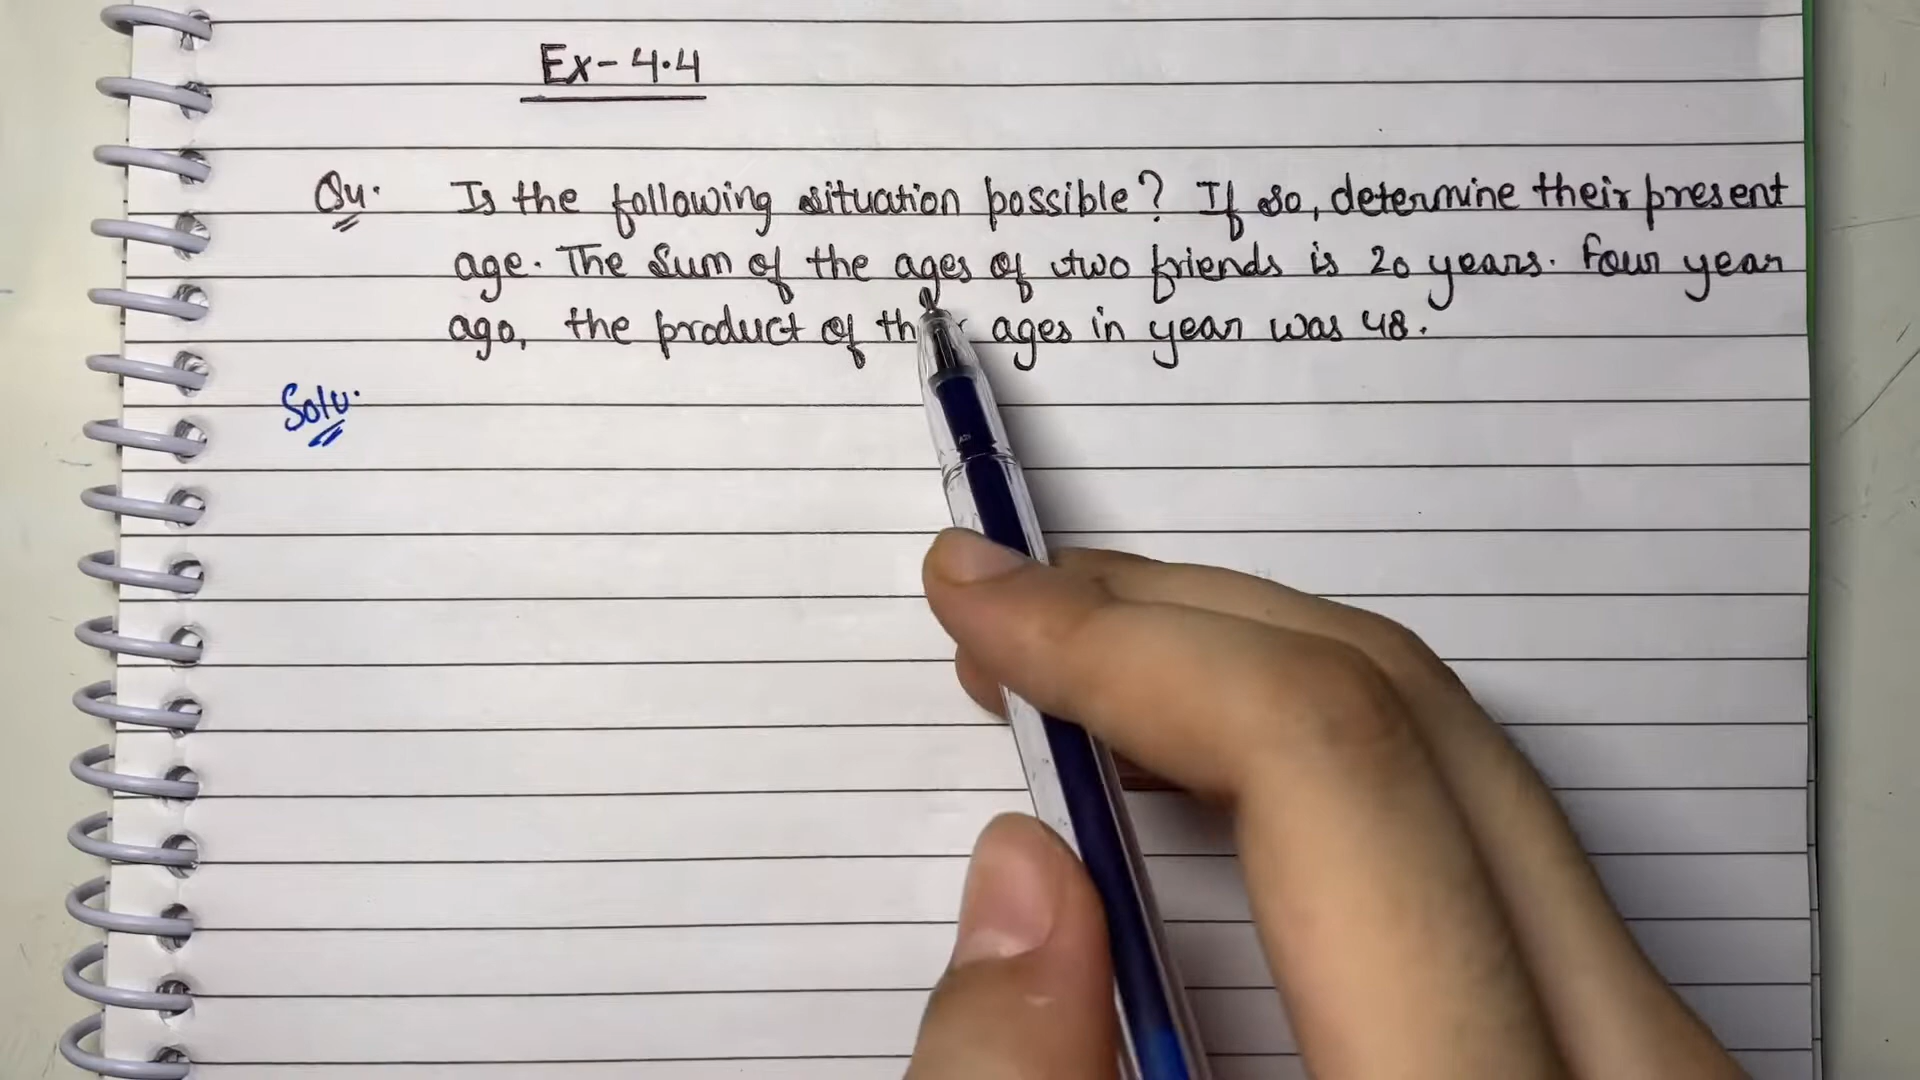 Ex- 4.4
Qu. Is the following situation possible? If so, determine their present
age. The Sum of the ages of two friends is 20 years. Four year
ago, the product of ages in year was 48.
Solu.